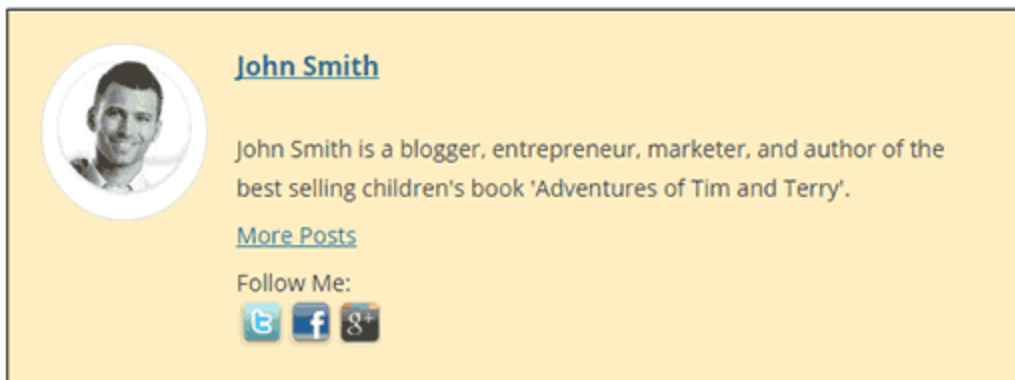 John Smith
John Smith is a blogger, entrepreneur, marketer, and author of the
best selling children's book 'Adventures of Tim and Terry'.
More Posts
Follow Me:
t f g+